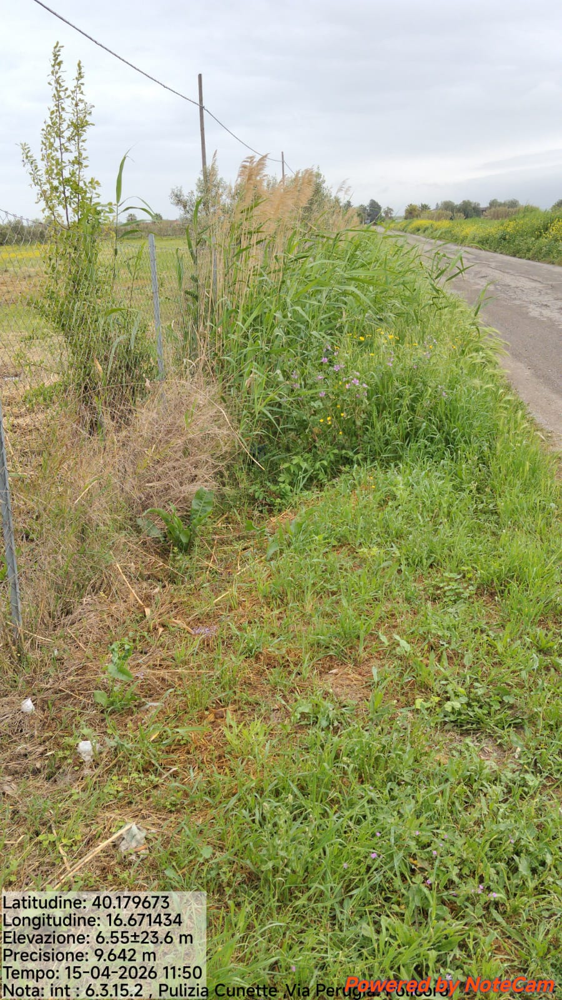 Latitudine: 40.179673
Longitudine: 16.671434
Elevazione: 6.55±23.6 m
Precisione: 9.642 m
Tempo: 15-04-2026 11:50
Nota: int : 6.3.15.2 , Pulizia Cunette Via Perugia
Powered by NoteCam